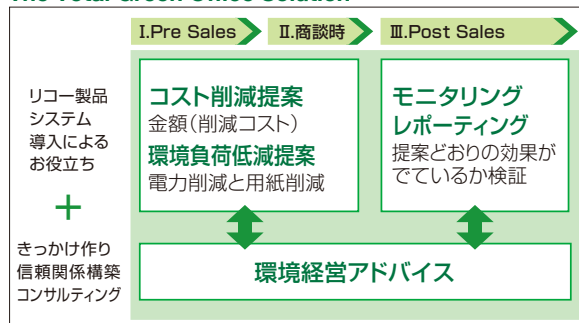 The Total Green Office Solution
I.Pre Sales
II.商談時
III.Post Sales
リコー製品
システム
導入による
お役立ち
+
きっかけ作り
信頼関係構築
コンサルティング
コスト削減提案
金額(削減コスト)
環境負荷低減提案
電力削減と用紙削減
モニタリング
レポーティング
提案どおりの効果が
でているか検証
環境経営アドバイス